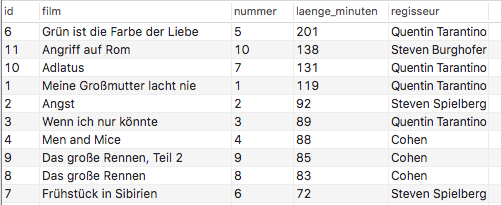 id film nummer laenge_minuten regisseur
6 Grün ist die Farbe der Liebe 5 201 Quentin Tarantino
11 Angriff auf Rom 10 138 Steven Burghofer
10 Adlatus 7 131 Quentin Tarantino
1 Meine Großmutter lacht nie 1 119 Quentin Tarantino
2 Angst 2 92 Steven Spielberg
3 Wenn ich nur könnte 3 89 Quentin Tarantino
4 Men and Mice 4 88 Cohen
9 Das große Rennen, Teil 2 9 85 Cohen
8 Das große Rennen 8 83 Cohen
7 Frühstück in Sibirien 6 72 Steven Spielberg